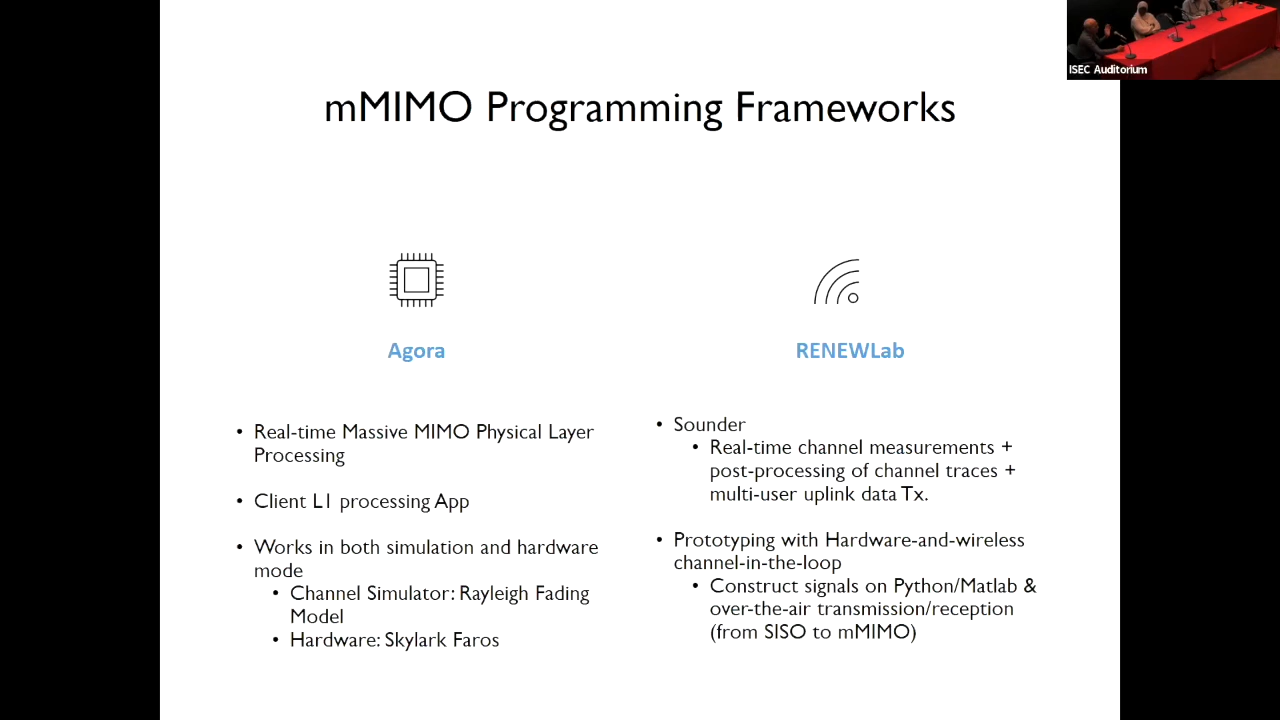 ISEC Auditorium
mMIMO Programming Frameworks
Agora
• Real-time Massive MIMO Physical Layer
Processing
• Client L1 processing App
• Works in both simulation and hardware
mode
• Channel Simulator: Rayleigh Fading
Model
• Hardware: Skylark Faros
RENEWLab
• Sounder
• Real-time channel measurements +
post-processing of channel traces +
multi-user uplink data Tx.
• Prototyping with Hardware-and-wireless
channel-in-the-loop
• Construct signals on Python/Matlab &
over-the-air transmission/reception
(from SISO to mMIMO)